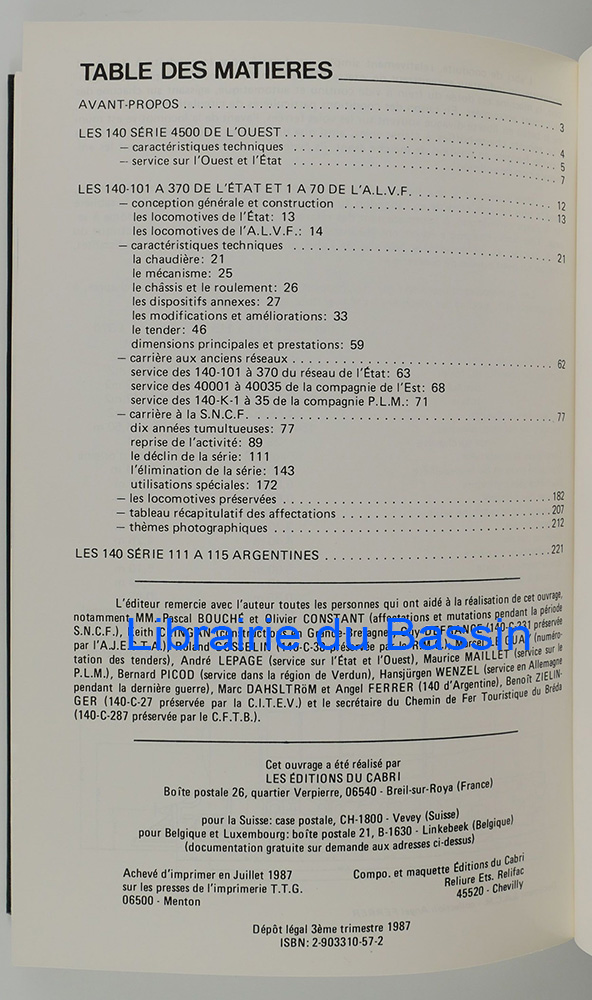 TABLE DES MATIERES
AVANT-PROPOS . . . . . . . . . . 3
LES 140 SÉRIE 4500 DE L'OUEST . . . . . . . . . . 4
— caractéristiques techniques . . . . . . . . . . 5
— service sur l'Ouest et l'État . . . . . . . . . . 7
LES 140-101 A 370 DE L'ÉTAT ET 1 A 70 DE L'A.L.V.F. . . . . . . . . . . 12
— conception générale et construction . . . . . . . . . . 13
les locomotives de l'État: 13
les locomotives de l'A.L.V.F.: 14
— caractéristiques techniques . . . . . . . . . . 21
la chaudière: 21
le mécanisme: 25
le châssis et le roulement: 26
les dispositifs annexes: 27
les modifications et améliorations: 33
le tender: 46
dimensions principales et prestations: 59
— carrière aux anciens réseaux . . . . . . . . . . 62
service des 140-101 à 370 du réseau de l'État: 63
service des 40001 à 40035 de la compagnie de l'Est: 68
service des 140-K-1 à 35 de la compagnie P.L.M.: 71
— carrière à la S.N.C.F. . . . . . . . . . . 77
dix années tumultueuses: 77
reprise de l'activité: 89
le déclin de la série: 111
l'élimination de la série: 143
utilisations spéciales: 172
— les locomotives préservées . . . . . . . . . . 182
— tableau récapitulatif des affectations . . . . . . . . . . 207
— thèmes photographiques . . . . . . . . . . 212
LES 140 SÉRIE 111 A 115 ARGENTINES . . . . . . . . . . 221
L'éditeur remercie avec l'auteur toutes les personnes qui ont aidé à la réalisation de cet ouvrage,
notamment MM. Pascal BOUCHÉ et Olivier CONSTANT (affectations et mutations pendant la période
S.N.C.F.), (constructions en Grande-Bretagne), Guy DEFRANCE (140-C-231 préservée
par l'A.J.E.C.T.A.), préservée par (numéro-
Librairie du Bassin
tation des tenders), André LEPAGE (service sur l'État et l'Ouest), Maurice MAILLET (service sur le
P.L.M.), Bernard PICOD (service dans la région de Verdun), Hansjürgen WENZEL (service en Allemagne
pendant la dernière guerre), Marc DAHLSTRöM et Angel FERRER (140 d'Argentine), Benoît ZIELIN-
GER (140-C-27 préservée par la C.I.T.E.V.) et le secrétaire du Chemin de Fer Touristique du Bréda
(140-C-287 préservée par le C.F.T.B.).
Cet ouvrage a été réalisé par
LES ÉDITIONS DU CABRI
Boîte postale 26, quartier Verpierre, 06540 - Breil-sur-Roya (France)
pour la Suisse: case postale, CH-1800 - Vevey (Suisse)
pour Belgique et Luxembourg: boîte postale 21, B-1630 - Linkebeek (Belgique)
(documentation gratuite sur demande aux adresses ci-dessus)
Achevé d'imprimer en Juillet 1987
sur les presses de l'imprimerie T.T.G.
06500 - Menton
Compo. et maquette Éditions du Cabri
Reliure Ets. Relifac
45520 - Chevilly
Dépôt légal 3ème trimestre 1987
ISBN: 2-903310-57-2